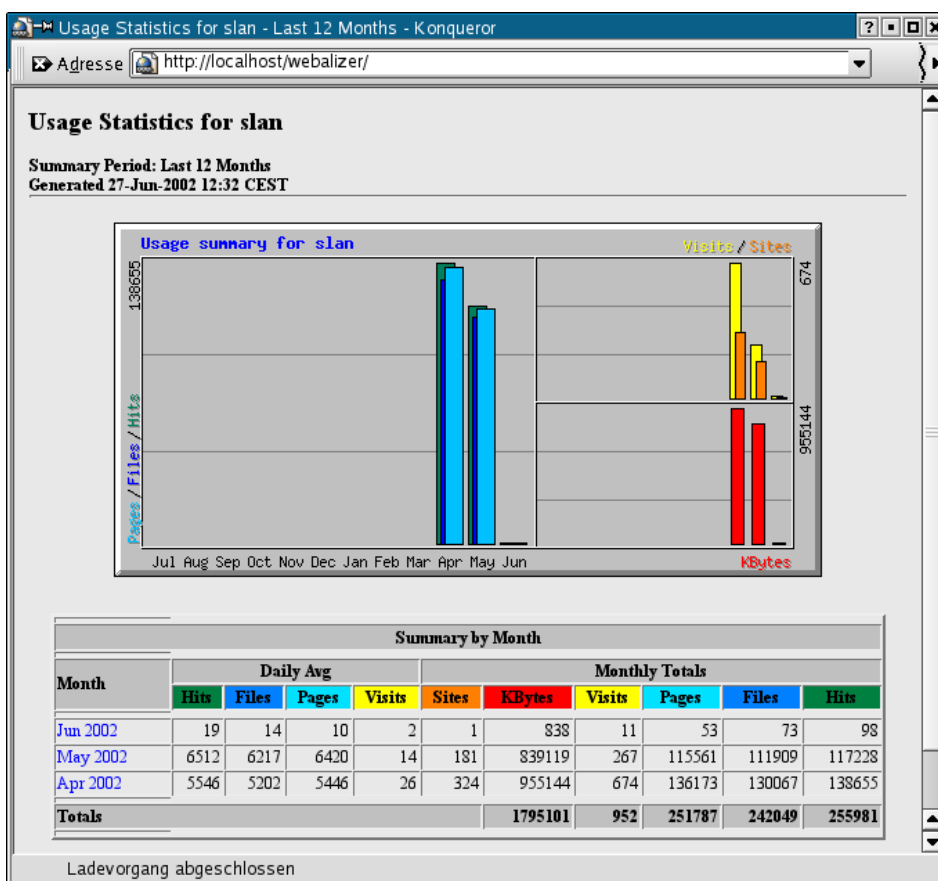 Usage Statistics for slan - Last 12 Months - Konqueror
Adresse http://localhost/webalizer/
Usage Statistics for slan
Summary Period: Last 12 Months
Generated 27-Jun-2002 12:32 CEST
Usage summary for slan
Visits / Sites
138655
674
Pages / Files / Hits
955144
Jul Aug Sep Oct Nov Dec Jan Feb Mar Apr May Jun
KBytes
Summary by Month
Month Daily Avg Monthly Totals
Hits Files Pages Visits Sites KBytes Visits Pages Files Hits
Jun 2002 19 14 10 2 1 838 11 53 73 98
May 2002 6512 6217 6420 14 181 839119 267 115561 111909 117228
Apr 2002 5546 5202 5446 26 324 955144 674 136173 130067 138655
Totals 1795101 952 251787 242049 255981
Ladevorgang abgeschlossen